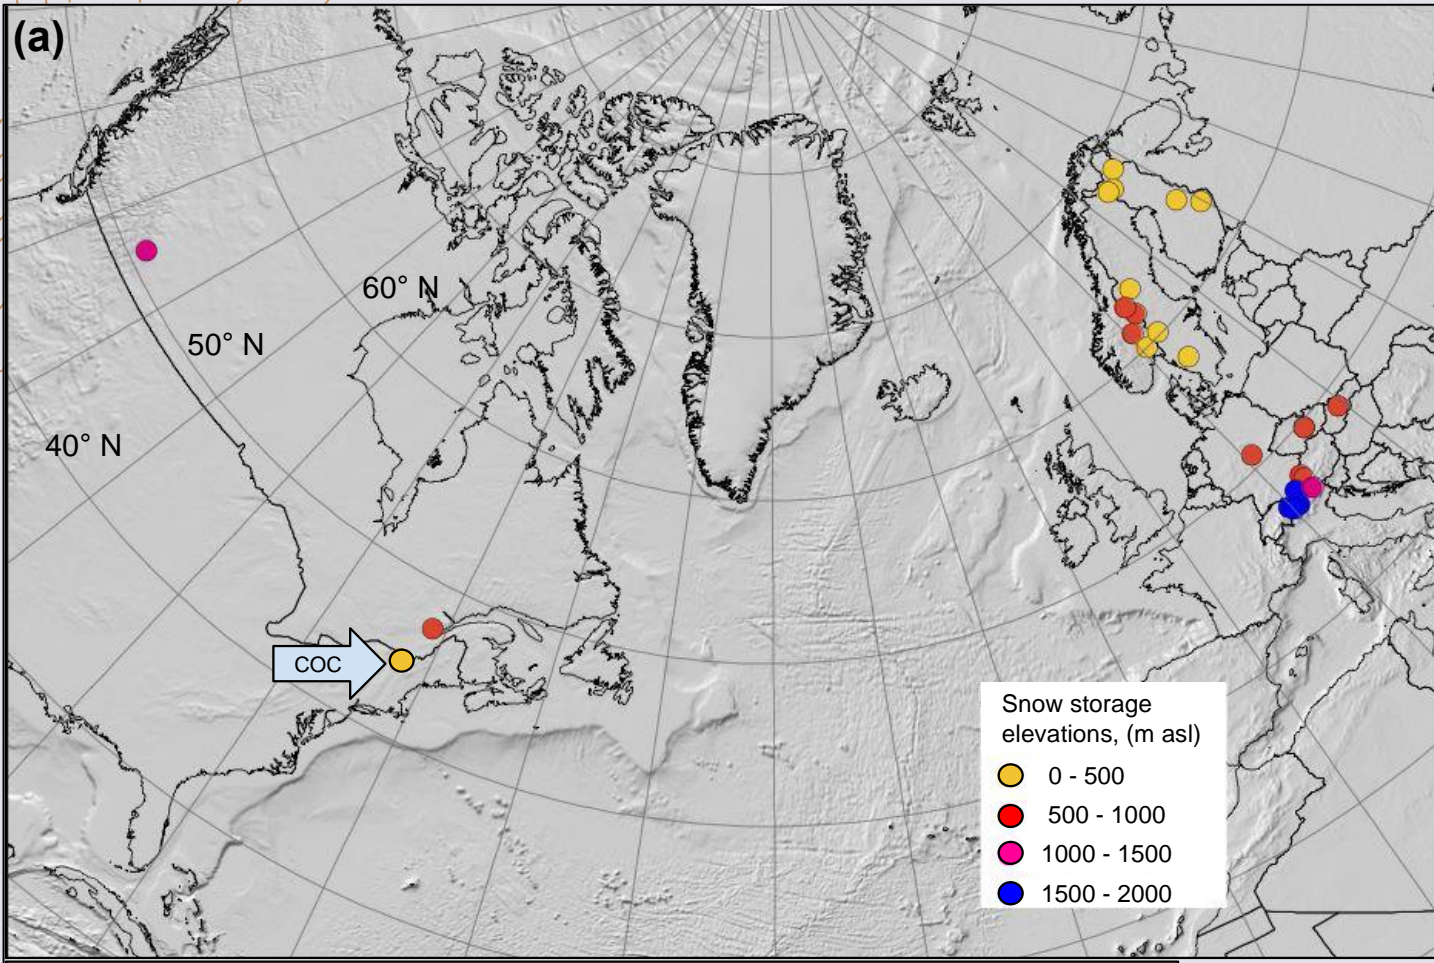 (a)
60° N
50° N
40° N
COC
Snow storage
elevations, (m asl)
0 - 500
500 - 1000
1000 - 1500
1500 - 2000